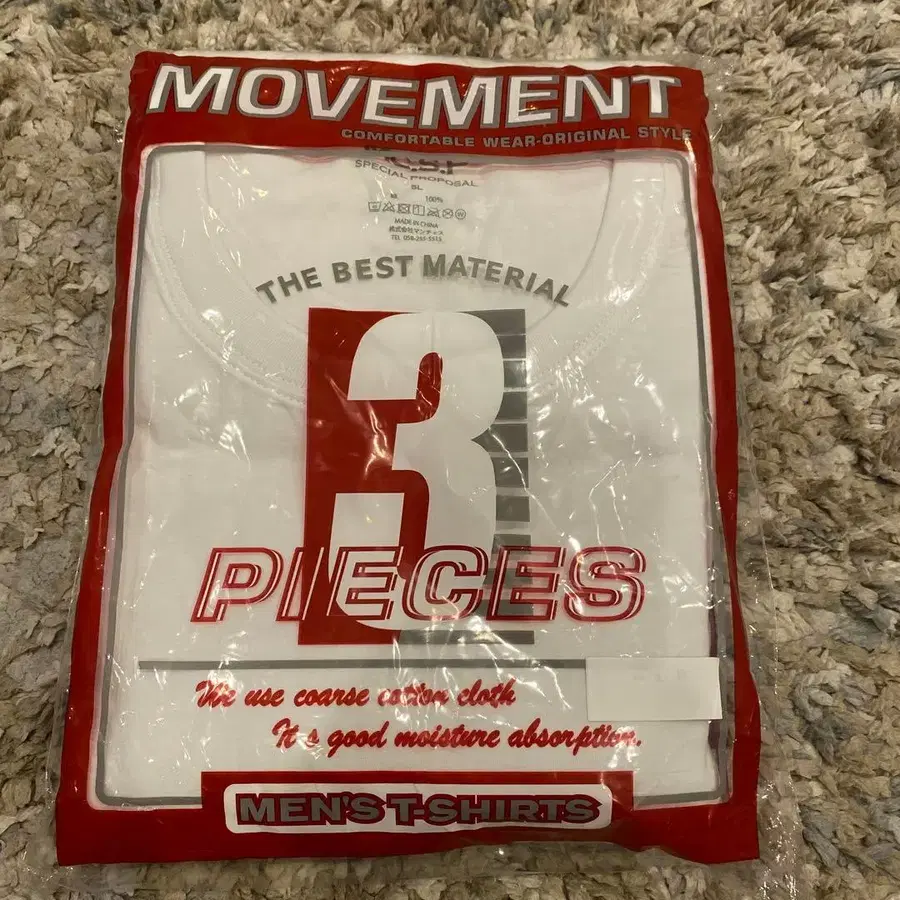 MOVEMENT
COMFORTABLE WEAR-ORIGINAL STYLE
SPECIAL PROPOSAL
100%
MADE IN CHINA
THE BEST MATERIAL
3
PIECES
We use coarse cotton cloth
It s good moisture absorption.
MEN'S T-SHIRTS